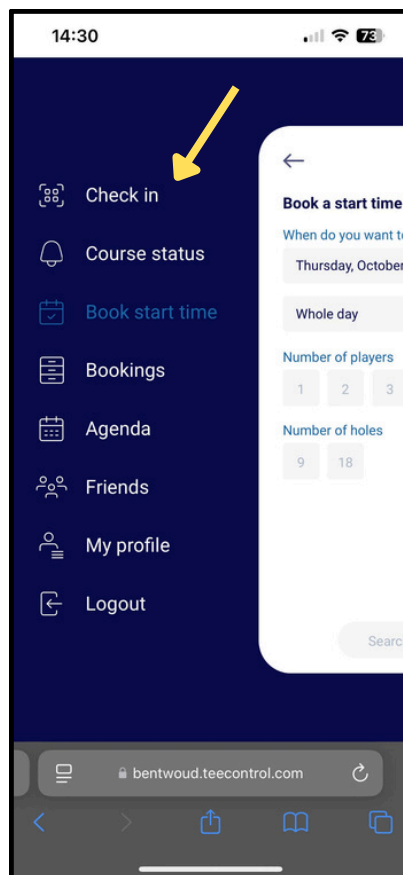 14:30
73
Check in
Course status
Book start time
Bookings
Agenda
Friends
My profile
Logout
Book a start time
When do you want t
Thursday, October
Whole day
Number of players
1 2 3
Number of holes
9 18
Searc
bentwoud.teecontrol.com